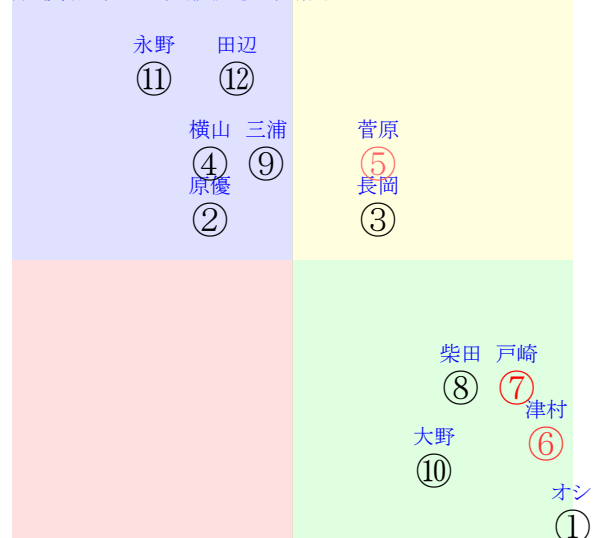 永野 田辺
⑪ ⑫
横山 三浦 菅原
④ ⑨ ⑤
原優 長岡
② ③
柴田 戸崎
⑧ ⑦
津村
⑥
大野
⑩
オシ
①